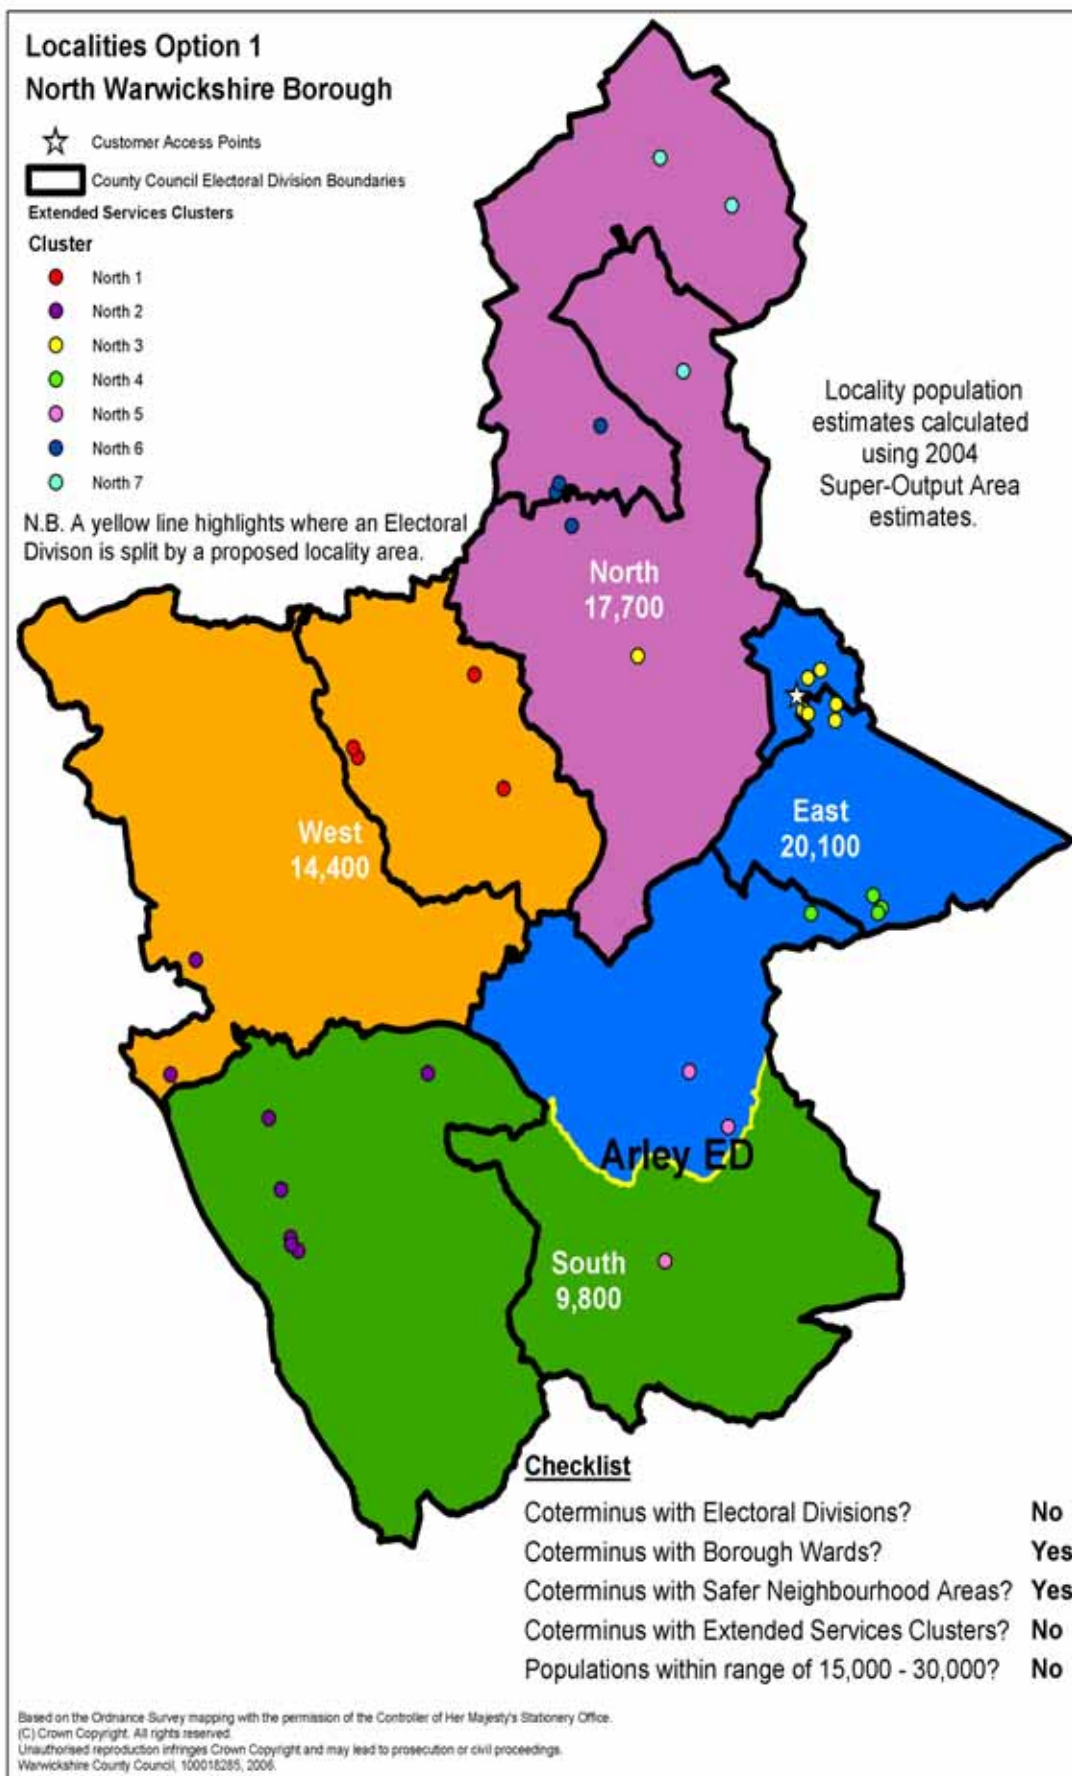 Localities Option 1
North Warwickshire Borough
Customer Access Points
County Council Electoral Division Boundaries
Extended Services Clusters
Cluster
North 1
North 2
North 3
North 4
North 5
North 6
North 7
N.B. A yellow line highlights where an Electoral
Divison is split by a proposed locality area.
Locality population
estimates calculated
using 2004
Super-Output Area
estimates.
North
17,700
East
20,100
West
14,400
Arley ED
South
9,800
Checklist
Coterminus with Electoral Divisions? No
Coterminus with Borough Wards? Yes
Coterminus with Safer Neighbourhood Areas? Yes
Coterminus with Extended Services Clusters? No
Populations within range of 15,000 - 30,000? No
Based on the Ordnance Survey mapping with the permission of the Controller of Her Majesty's Stationery Office.
(C) Crown Copyright. All rights reserved.
Unauthorised reproduction infringes Crown Copyright and may lead to prosecution or civil proceedings.
Warwickshire County Council, 100018285, 2006.